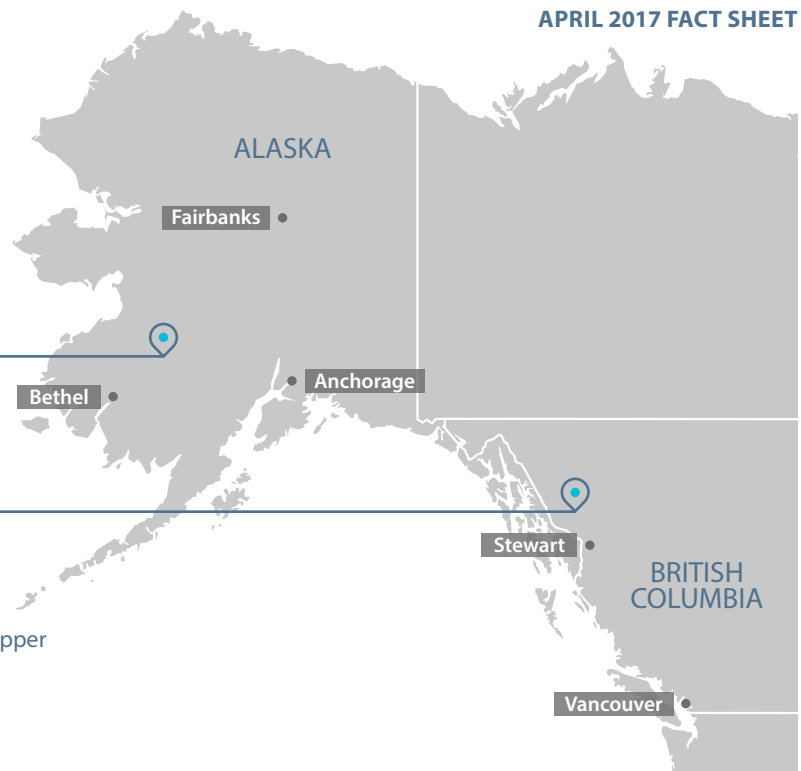 APRIL 2017 FACT SHEET
ALASKA
Fairbanks
Anchorage
Bethel
Stewart
BRITISH
COLUMBIA
pper
Vancouver